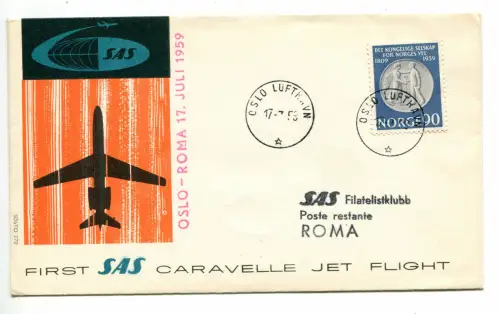 SAS
OSLO-ROMA 17. JULI 1959
OSLO LUFTHAVN
17-7.59
OSLO LUFTHAVN
DET KONGELIGE SELSKAP
FOR NORGES VEL
1809 1959
NORGE 90
SAS Filatelistklubb
Poste restante
ROMA
FIRST SAS CARAVELLE JET FLIGHT